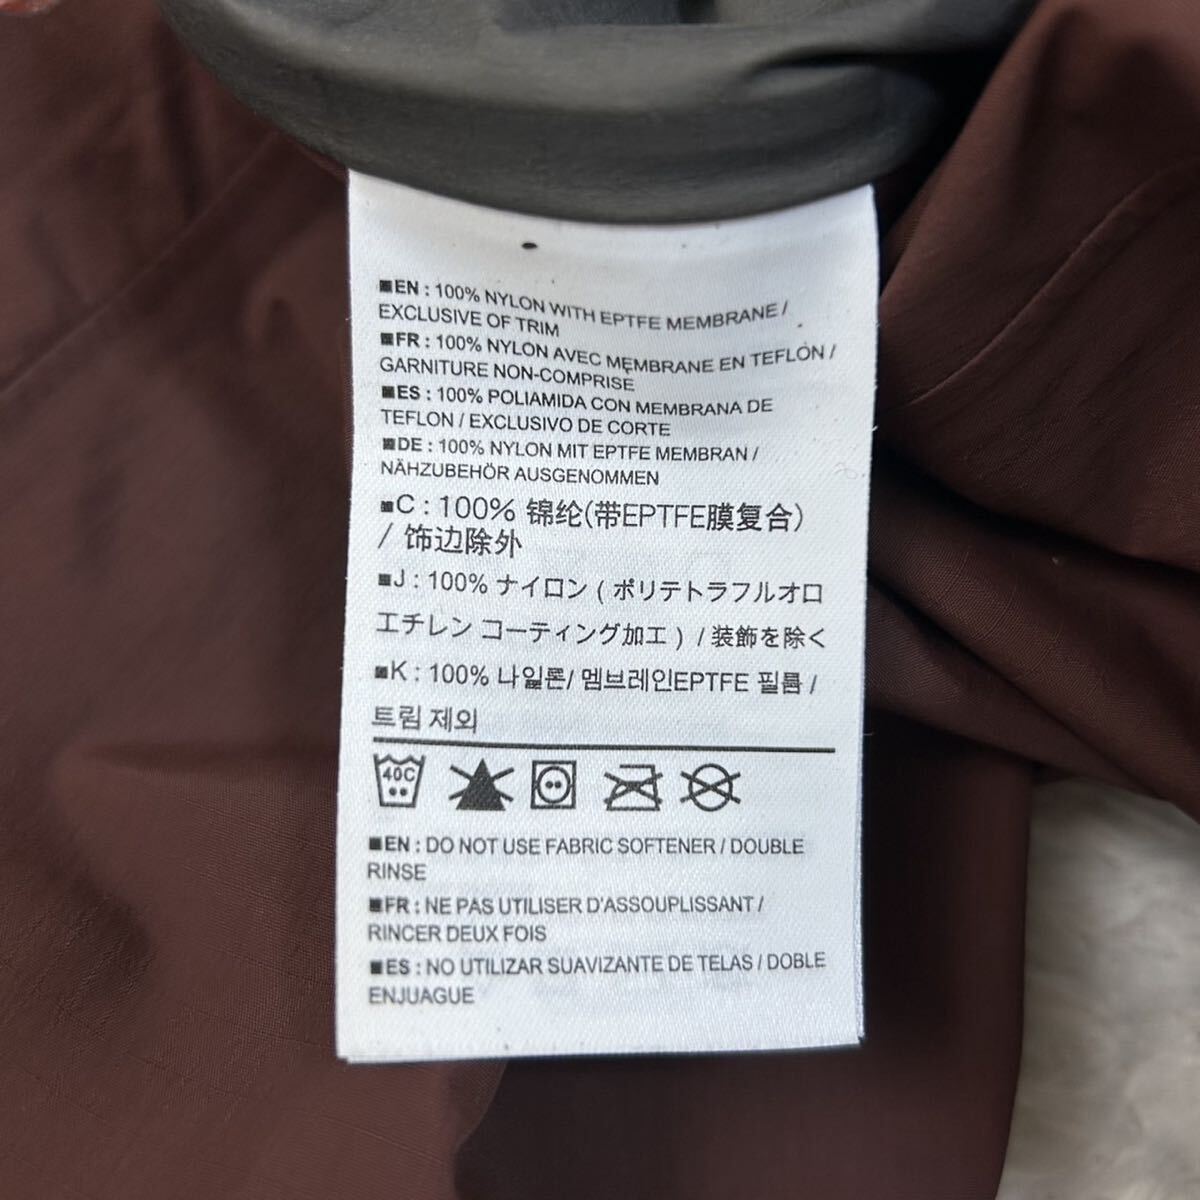 ■EN : 100% NYLON WITH EPTFE MEMBRANE /
EXCLUSIVE OF TRIM
■FR : 100% NYLON AVEC MEMBRANE EN TEFLON /
GARNITURE NON-COMPRISE
■ES : 100% POLIAMIDA CON MEMBRANA DE
TEFLON / EXCLUSIVO DE CORTE
■DE : 100% NYLON MIT EPTFE MEMBRAN /
NÄHZUBEHÖR AUSGENOMMEN
■C : 100% 锦纶(带EPTFE膜复合)
/ 饰边除外
■J : 100% ナイロン ( ポリテトラフルオロ
エチレン コーティング加工 ) / 装飾を除く
■K : 100% 나일론/ 멤브레인EPTFE 필름 /
트림 제외
40C
■EN : DO NOT USE FABRIC SOFTENER / DOUBLE
RINSE
■FR : NE PAS UTILISER D'ASSOUPLISSANT /
RINCER DEUX FOIS
■ES : NO UTILIZAR SUAVIZANTE DE TELAS / DOBLE
ENJUAGUE